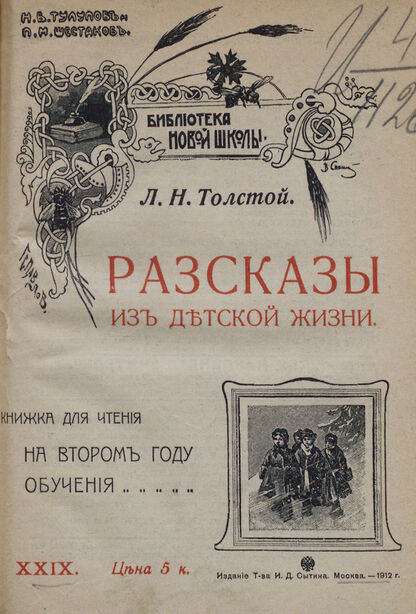 Н. В. ТУЛУПОВЪ и
П. М. ШЕСТАКОВЪ.
БИБЛІОТЕКА
НОВОЙ ШКОЛЫ.
Л. Н. Толстой.
РАЗСКАЗЫ
ИЗЪ ДѢТСКОЙ ЖИЗНИ.
КНИЖКА ДЛЯ ЧТЕНІЯ
НА ВТОРОМЪ ГОДУ
ОБУЧЕНІЯ „ „ „ „ „
XXIX. Цѣна 5 к.
Изданіе Т-ва И. Д. Сытина. Москва. — 1912 г.